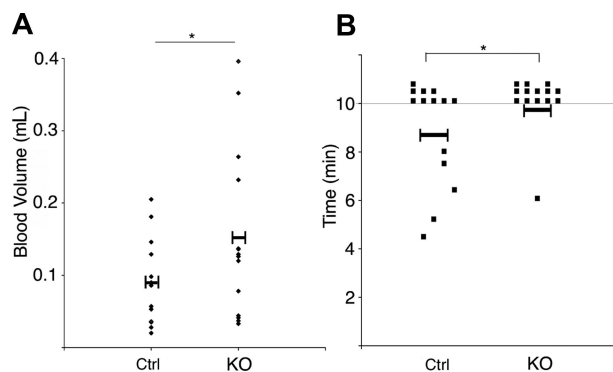 A
*
Blood Volume (mL)
0.4
0.3
0.2
0.1
Ctrl
KO
B
*
Time (min)
10
8
6
4
2
Ctrl
KO